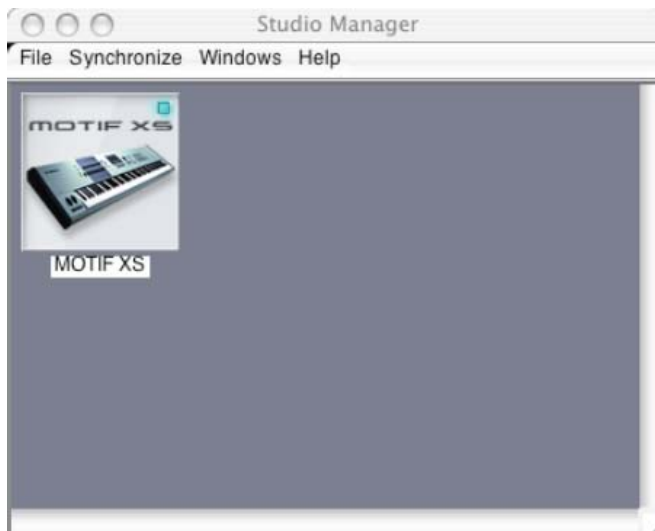 Studio Manager
File Synchronize Windows Help
MOTIF XS
MOTIF XS